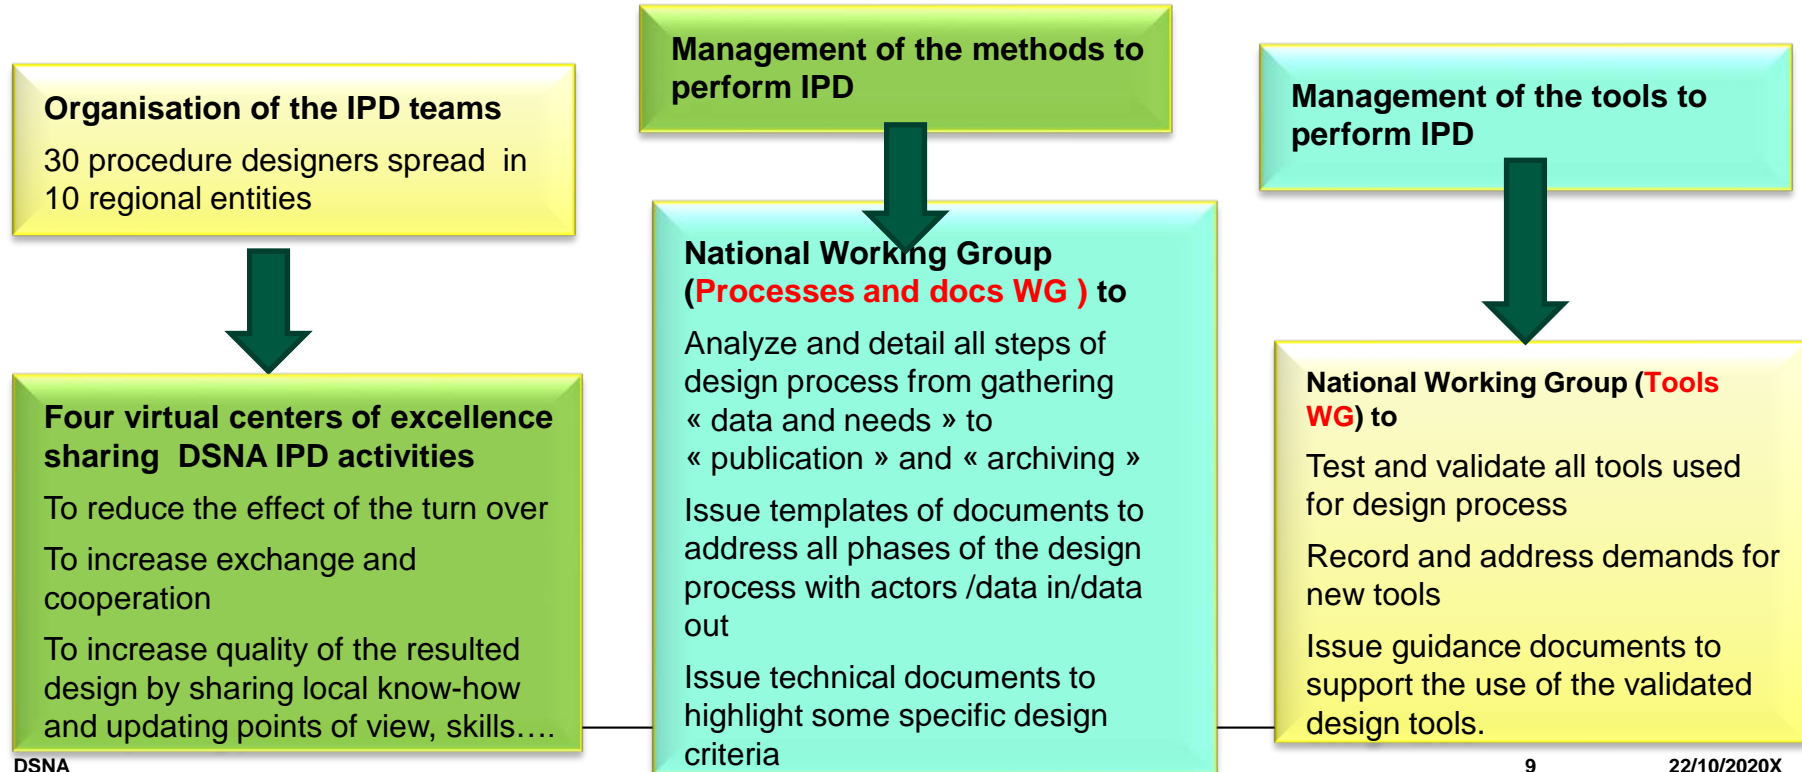 Organisation of the IPD teams
30 procedure designers spread in
10 regional entities
Four virtual centers of excellence
sharing DSNA IPD activities
To reduce the effect of the turn over
To increase exchange and
cooperation
To increase quality of the resulted
design by sharing local know-how
and updating points of view, skills….
Management of the methods to
perform IPD
National Working Group
(Processes and docs WG ) to
Analyze and detail all steps of
design process from gathering
« data and needs » to
« publication » and « archiving »
Issue templates of documents to
address all phases of the design
process with actors /data in/data
out
Issue technical documents to
highlight some specific design
criteria
Management of the tools to
perform IPD
National Working Group (Tools
WG) to
Test and validate all tools used
for design process
Record and address demands for
new tools
Issue guidance documents to
support the use of the validated
design tools.
DSNA
9
22/10/2020X